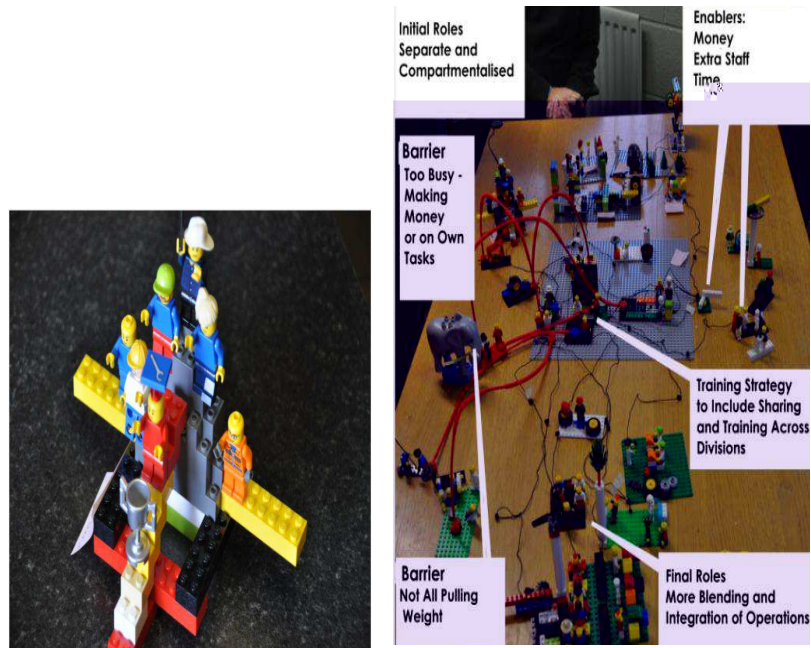 Initial Roles
Separate and
Compartmentalised
Enablers:
Money
Extra Staff
Time
Barrier
Too Busy -
Making
Money
or on Own
Tasks
Training Strategy
to Include Sharing
and Training Across
Divisions
Barrier
Not All Pulling
Weight
Final Roles
More Blending and
Integration of Operations